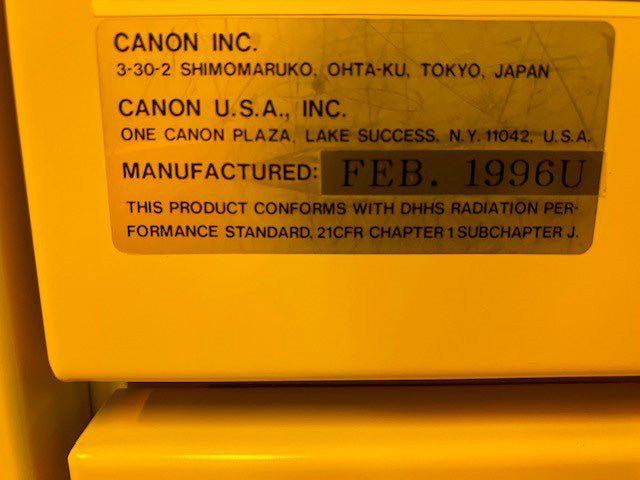 CANON INC.
3-30-2 SHIMOMARUKO, OHTA-KU, TOKYO, JAPAN
CANON U.S.A., INC.
ONE CANON PLAZA, LAKE SUCCESS, N.Y. 11042, U.S.A.
MANUFACTURED: FEB. 1996U
THIS PRODUCT CONFORMS WITH DHHS RADIATION PER-
FORMANCE STANDARD, 21CFR CHAPTER 1 SUBCHAPTER J.